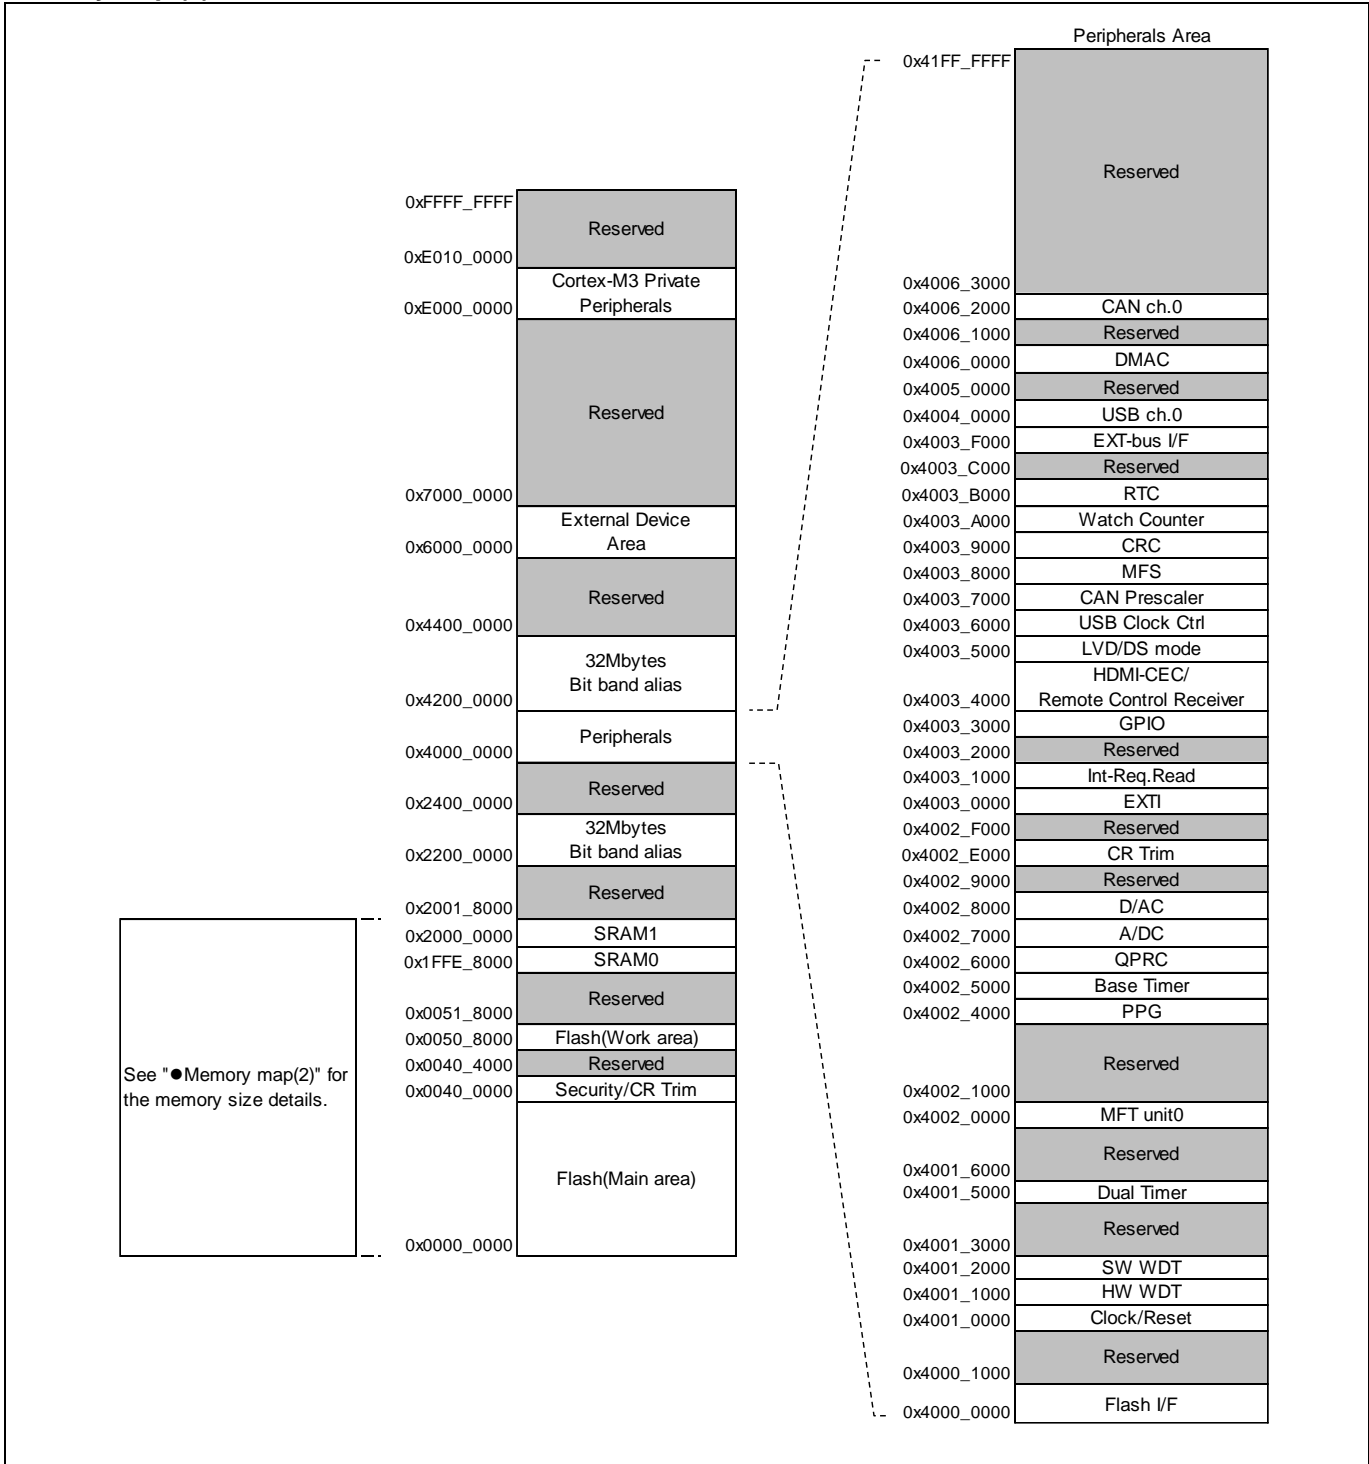 0xFFFF_FFFF
Reserved
0xE010_0000
Cortex-M3 Private
0xE000_0000 Peripherals
Reserved
0x7000_0000
External Device
0x6000_0000 Area
Reserved
0x4400_0000
32Mbytes
Bit band alias
0x4200_0000
Peripherals
0x4000_0000
Reserved
0x2400_0000
32Mbytes
0x2200_0000 Bit band alias
Reserved
0x2001_8000
0x2000_0000 SRAM1
0x1FFE_8000 SRAM0
Reserved
0x0051_8000
0x0050_8000 Flash(Work area)
0x0040_4000 Reserved
0x0040_0000 Security/CR Trim
Flash(Main area)
0x0000_0000
See "●Memory map(2)" for
the memory size details.
Peripherals Area
0x41FF_FFFF
Reserved
0x4006_3000
0x4006_2000 CAN ch.0
0x4006_1000 Reserved
0x4006_0000 DMAC
0x4005_0000 Reserved
0x4004_0000 USB ch.0
0x4003_F000 EXT-bus I/F
0x4003_C000 Reserved
0x4003_B000 RTC
0x4003_A000 Watch Counter
0x4003_9000 CRC
0x4003_8000 MFS
0x4003_7000 CAN Prescaler
0x4003_6000 USB Clock Ctrl
0x4003_5000 LVD/DS mode
HDMI-CEC/
0x4003_4000 Remote Control Receiver
0x4003_3000 GPIO
0x4003_2000 Reserved
0x4003_1000 Int-Req.Read
0x4003_0000 EXTI
0x4002_F000 Reserved
0x4002_E000 CR Trim
0x4002_9000 Reserved
0x4002_8000 D/AC
0x4002_7000 A/DC
0x4002_6000 QPRC
0x4002_5000 Base Timer
0x4002_4000 PPG
Reserved
0x4002_1000
0x4002_0000 MFT unit0
Reserved
0x4001_6000
0x4001_5000 Dual Timer
Reserved
0x4001_3000
0x4001_2000 SW WDT
0x4001_1000 HW WDT
0x4001_0000 Clock/Reset
Reserved
0x4000_1000
0x4000_0000 Flash I/F